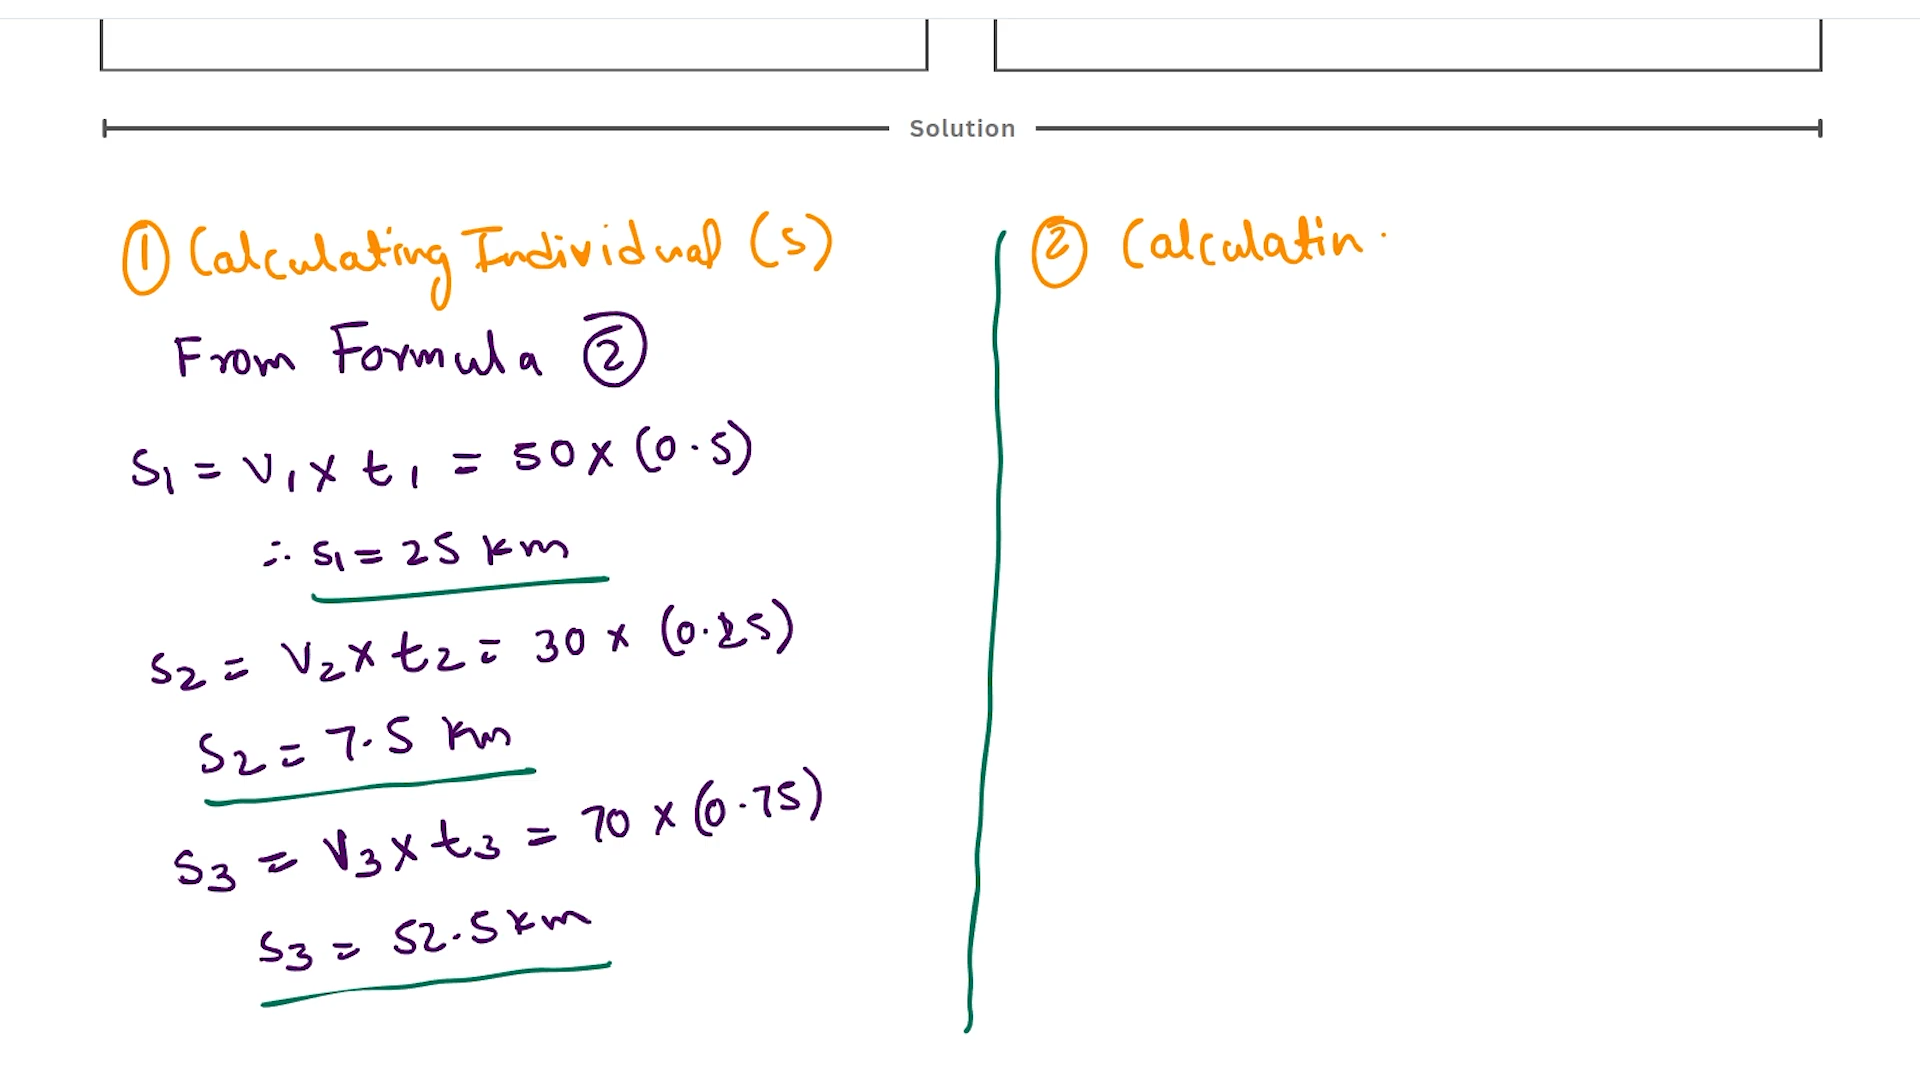 Solution
① Calculating Individual (s)
From Formula ②
S1 = V1 x t1 = 50 x (0.5)
∴ S1 = 25 km
S2 = V2 x t2 = 30 x (0.25)
S2 = 7.5 km
S3 = V3 x t3 = 70 x (0.75)
S3 = 52.5 km
② Calculatin